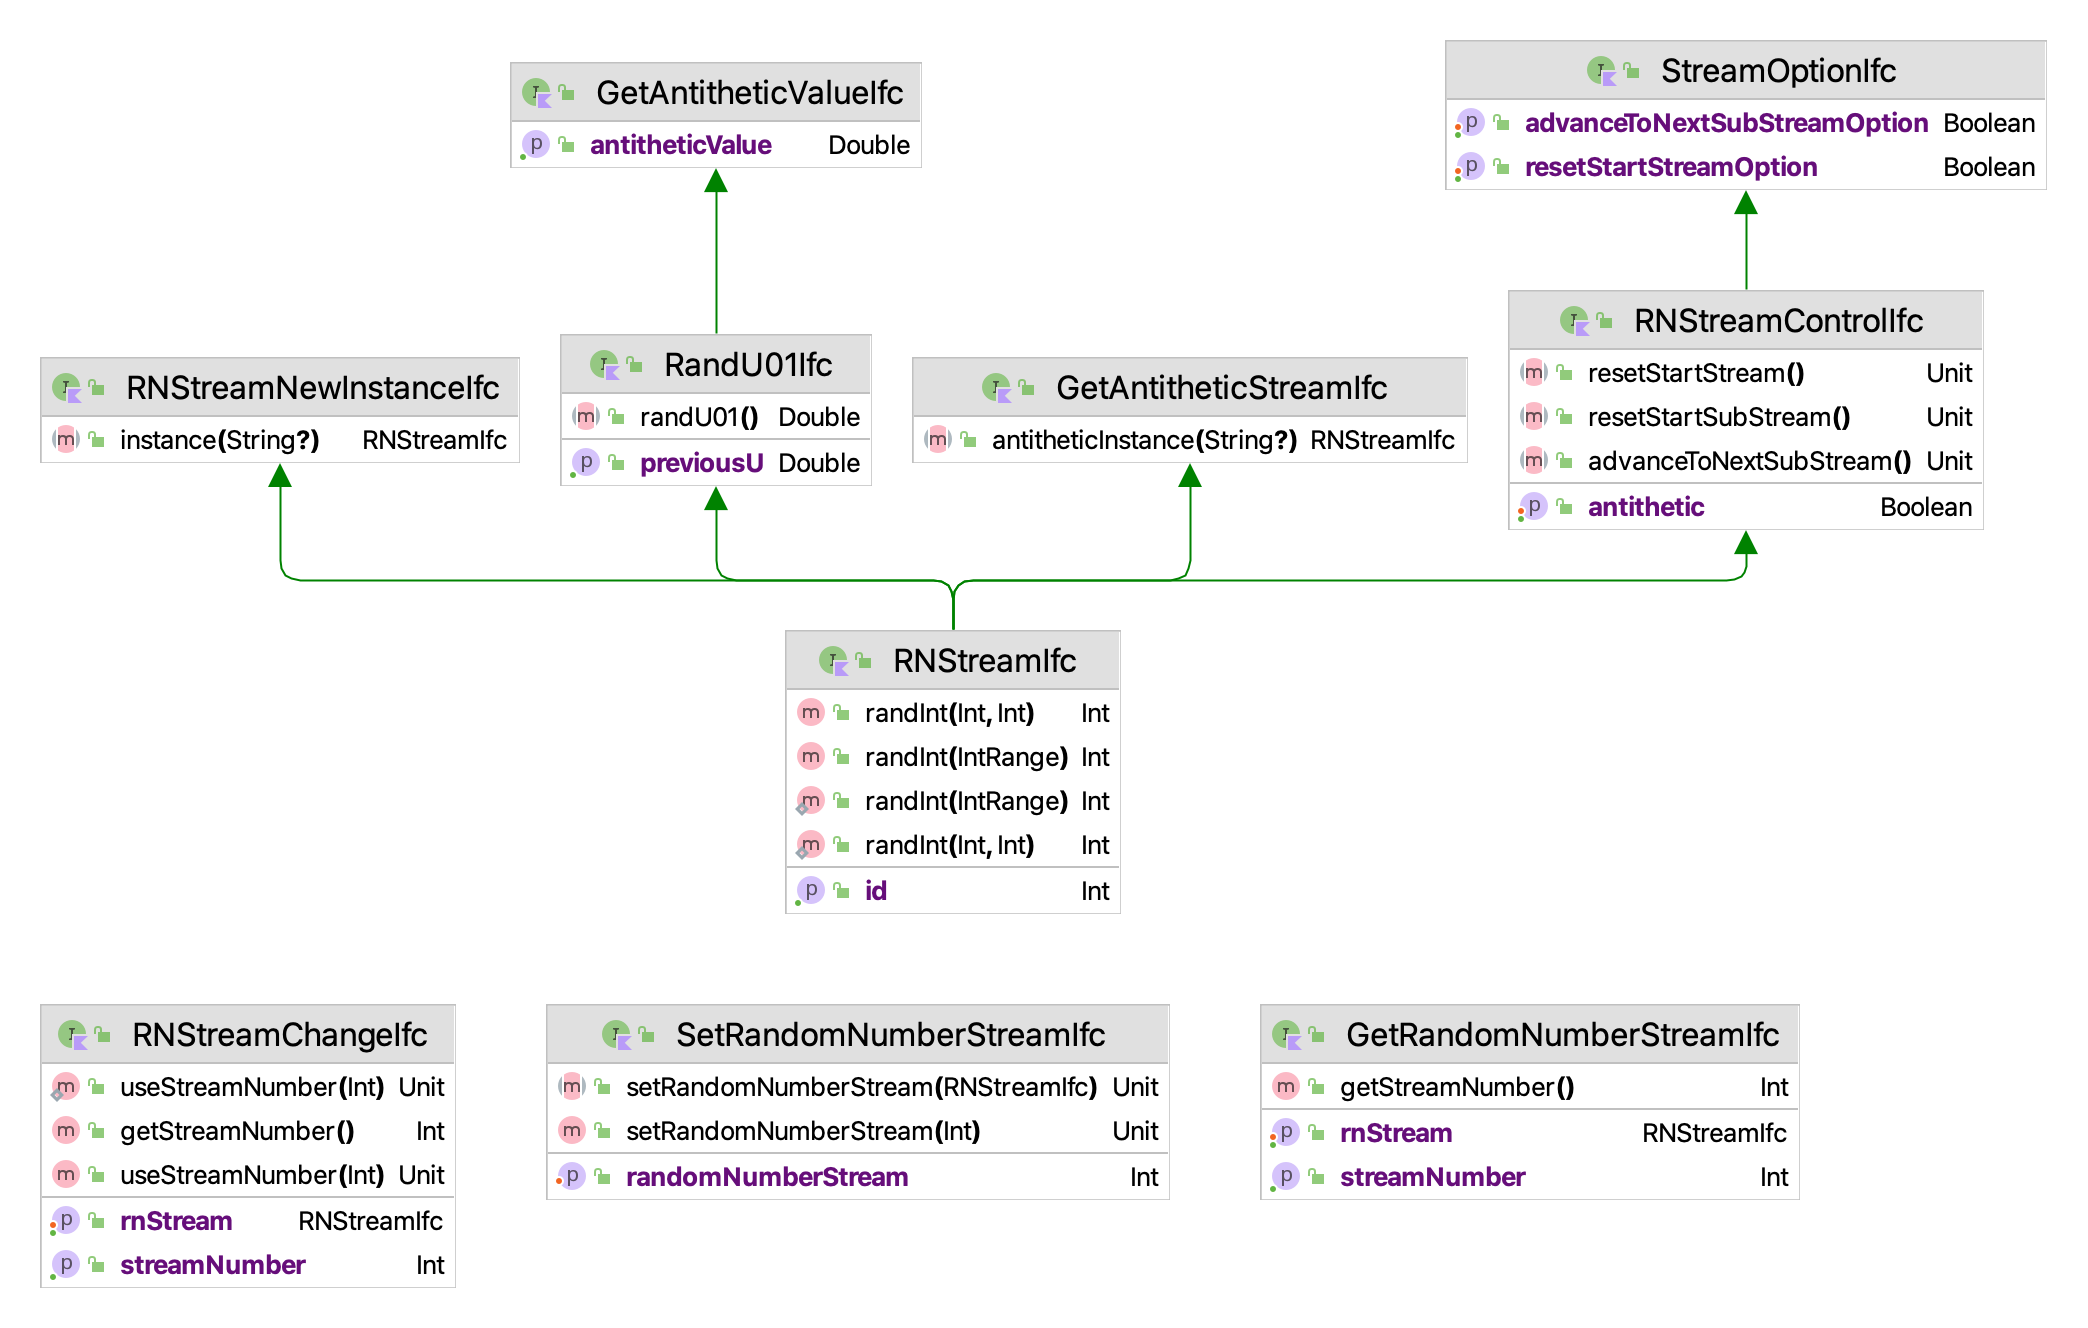 GetAntitheticValueIfc
antitheticValue Double
StreamOptionIfc
advanceToNextSubStreamOption Boolean
resetStartStreamOption Boolean
RNStreamNewInstanceIfc
instance(String?) RNStreamIfc
RandU01Ifc
randU01() Double
previousU Double
GetAntitheticStreamIfc
antitheticInstance(String?) RNStreamIfc
RNStreamControlIfc
resetStartStream() Unit
resetStartSubStream() Unit
advanceToNextSubStream() Unit
antithetic Boolean
RNStreamIfc
randInt(Int, Int) Int
randInt(IntRange) Int
randInt(IntRange) Int
randInt(Int, Int) Int
id Int
RNStreamChangeIfc
useStreamNumber(Int) Unit
getStreamNumber() Int
useStreamNumber(Int) Unit
rnStream RNStreamIfc
streamNumber Int
SetRandomNumberStreamIfc
setRandomNumberStream(RNStreamIfc) Unit
setRandomNumberStream(Int) Unit
randomNumberStream Int
GetRandomNumberStreamIfc
getStreamNumber() Int
rnStream RNStreamIfc
streamNumber Int